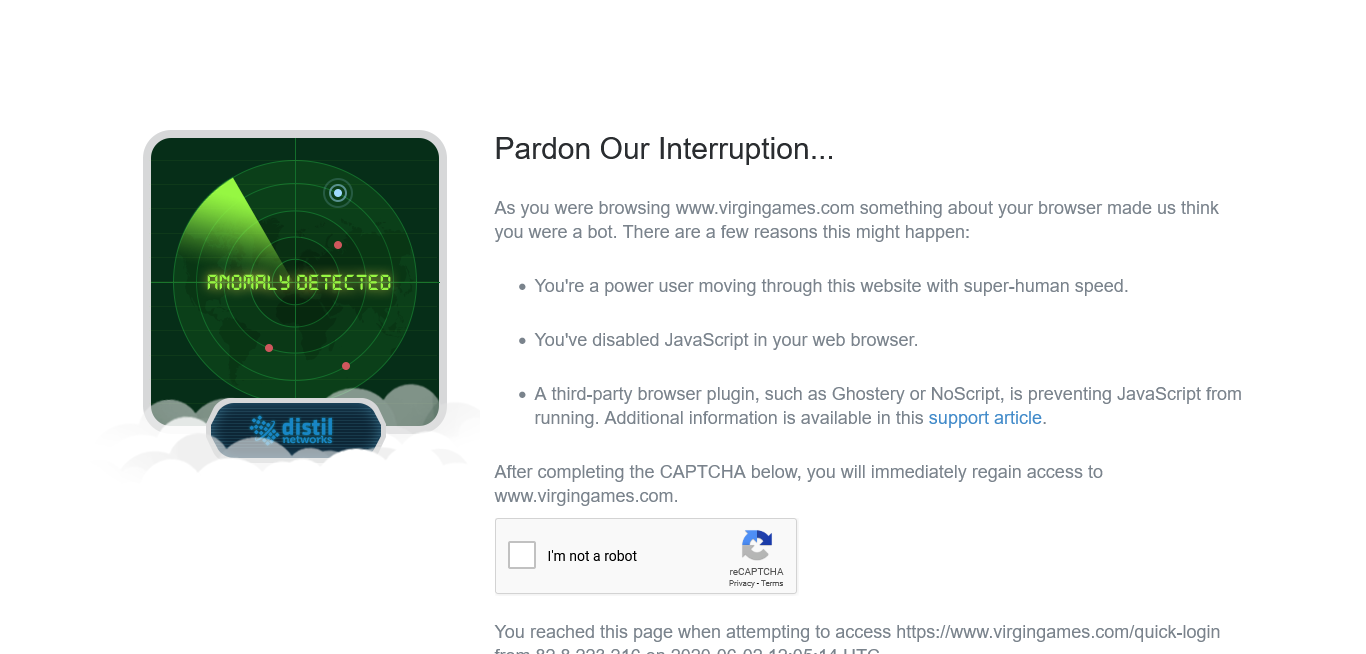 Pardon Our Interruption...
As you were browsing www.virgingames.com something about your browser made us think
you were a bot. There are a few reasons this might happen:
• You're a power user moving through this website with super-human speed.
• You've disabled JavaScript in your web browser.
• A third-party browser plugin, such as Ghostery or NoScript, is preventing JavaScript from
running. Additional information is available in this support article.
After completing the CAPTCHA below, you will immediately regain access to
www.virgingames.com.
I'm not a robot
reCAPTCHA
Privacy - Terms
You reached this page when attempting to access https://www.virgingames.com/quick-login
ANOMALY DETECTED
distil
networks